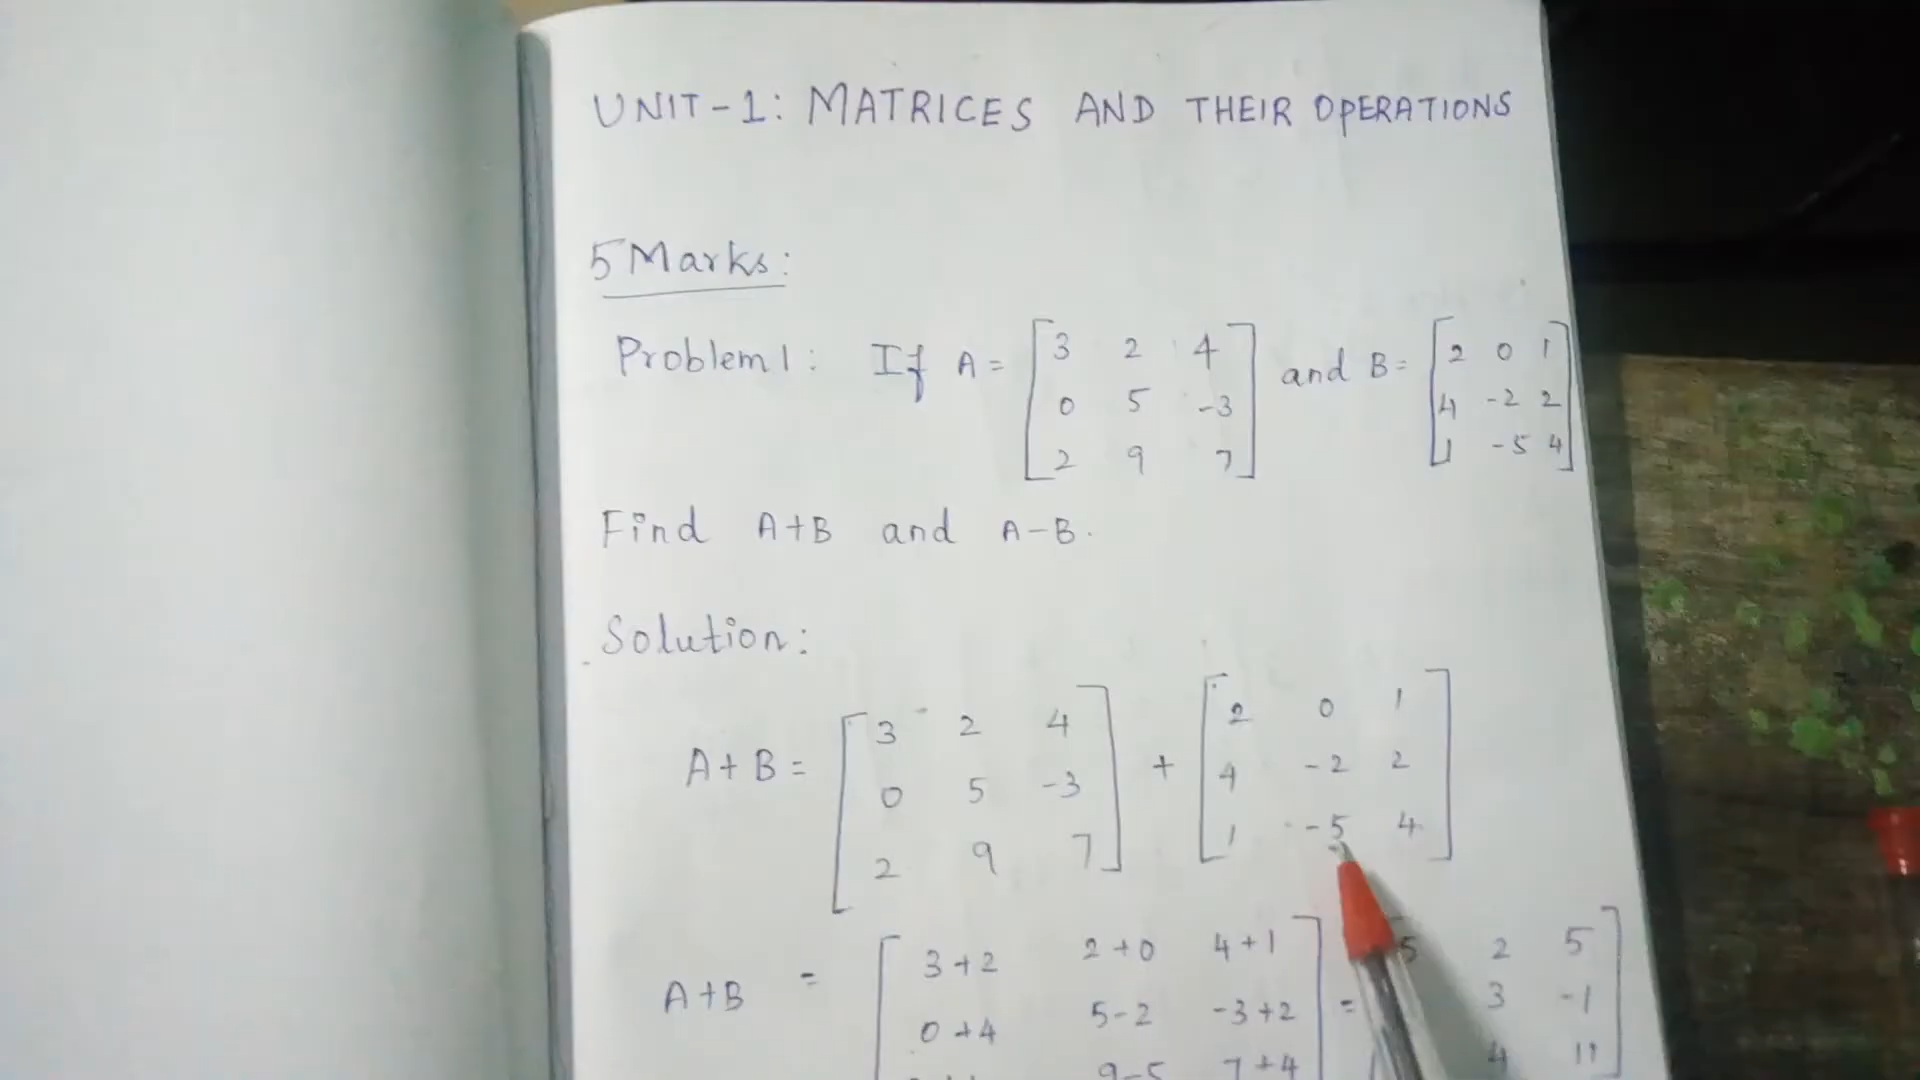 UNIT-1: MATRICES AND THEIR OPERATIONS
5 Marks:
Problem 1: If A = [3 2 4 and B = [2 0 1
0 5 -3 4 -2 2
2 9 7] 1 -5 4]
Find A+B and A-B.
Solution:
A+B = [3 2 4 + [2 0 1
0 5 -3 4 -2 2
2 9 7] 1 -5 4]
A+B = [3+2 2+0 4+1 = 5 2 5
0+4 5-2 -3+2 3 -1
9-5 7+4 4 11